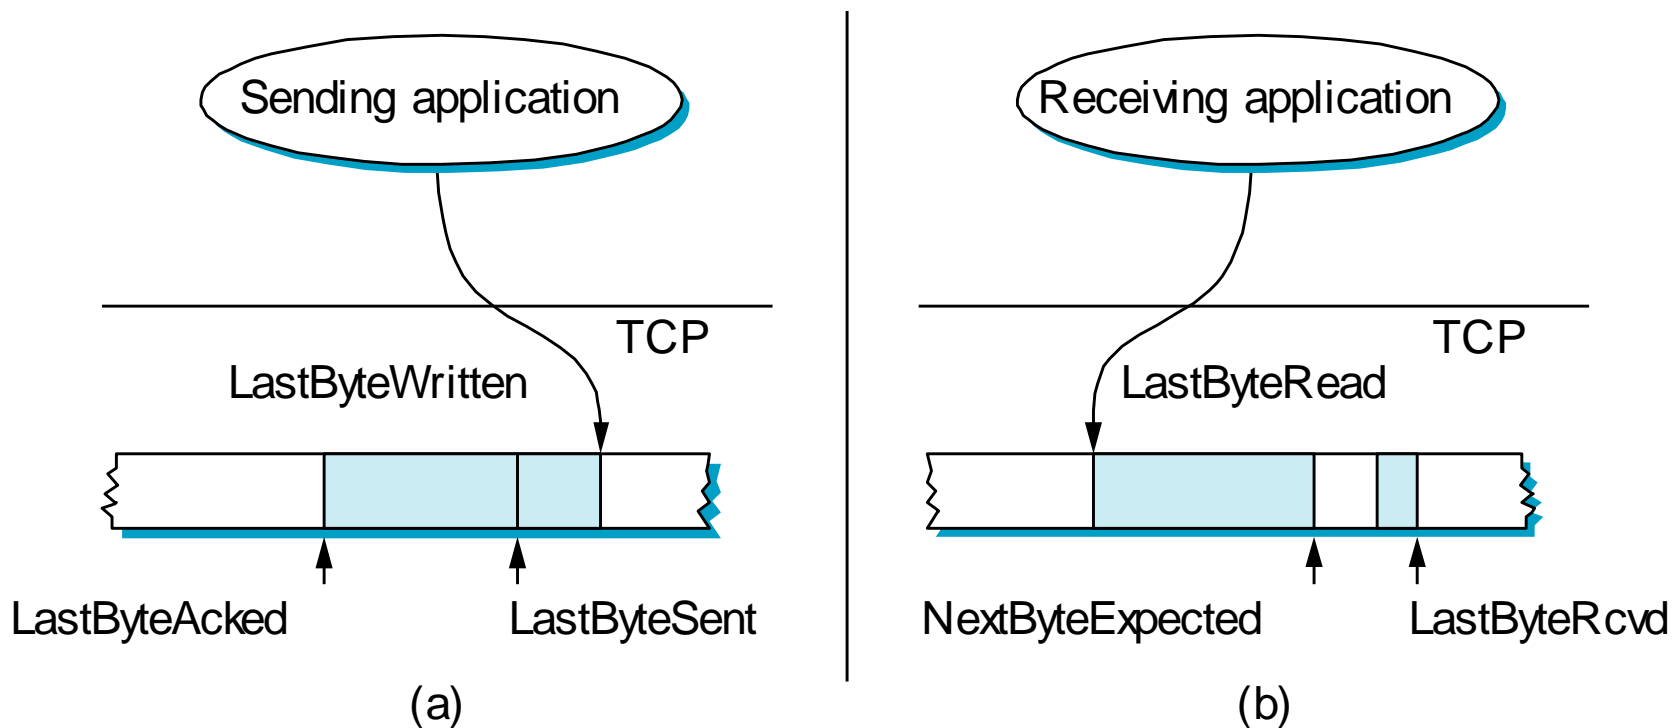 Sending application
TCP
LastByteWritten
LastByteAcked
LastByteSent
(a)
Receiving application
TCP
LastByteRead
NextByteExpected
LastByteRcvd
(b)